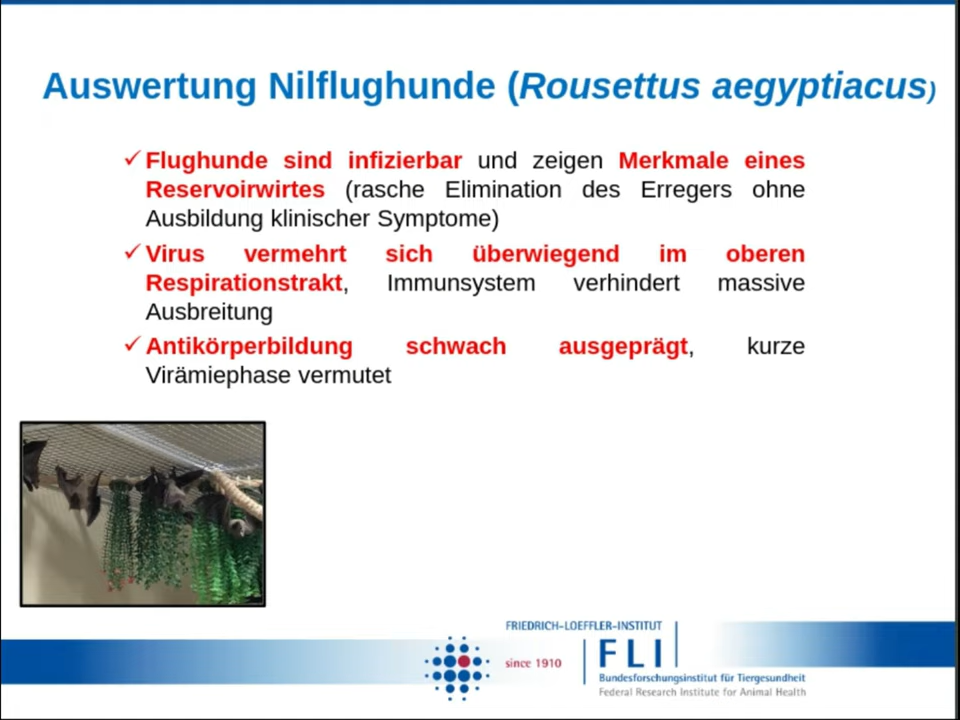 Auswertung Nilflughunde (Rousettus aegyptiacus)
✓ Flughunde sind infizierbar und zeigen Merkmale eines
Reservoirwirtes (rasche Elimination des Erregers ohne
Ausbildung klinischer Symptome)
✓ Virus vermehrt sich überwiegend im oberen
Respirationstrakt, Immunsystem verhindert massive
Ausbreitung
✓ Antikörperbildung schwach ausgeprägt, kurze
Virämiephase vermutet
FRIEDRICH-LOEFFLER-INSTITUT
since 1910
FLI
Bundesforschungsinstitut für Tiergesundheit
Federal Research Institute for Animal Health